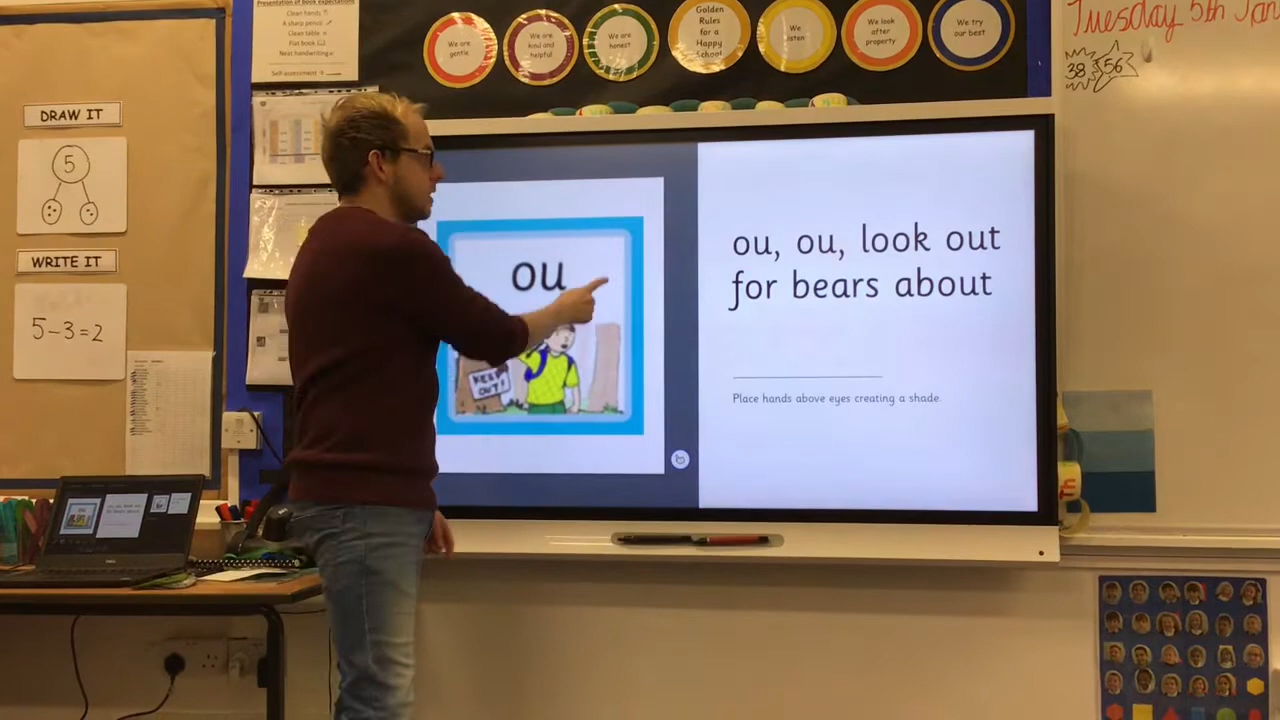 Presentation of book expectations
Clean hands
A sharp pencil
Clean table
Flat book
Neat handwriting
Self assessment
We are
gentle
We are
kind and
helpful
We are
honest
Golden
Rules
for a
Happy
School
We
listen
We look
after
property
We try
our best
Tuesday 5th Jan
38 56
DRAW IT
5
WRITE IT
5-3=2
ou
KEEP
OUT!
ou, ou, look out
for bears about
Place hands above eyes creating a shade.
DELL